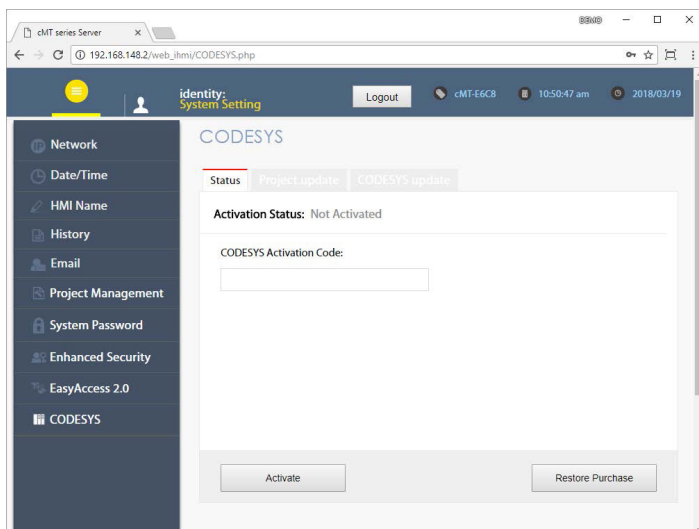 DEMO
cMT series Server
192.168.148.2/web_ihmi/CODESYS.php
identity:
System Setting
Logout
cMT-E6C8
10:50:47 am
2018/03/19
Network
Date/Time
HMI Name
History
Email
Project Management
System Password
Enhanced Security
EasyAccess 2.0
CODESYS
CODESYS
Status Project update CODESYS update
Activation Status: Not Activated
CODESYS Activation Code:
Activate
Restore Purchase